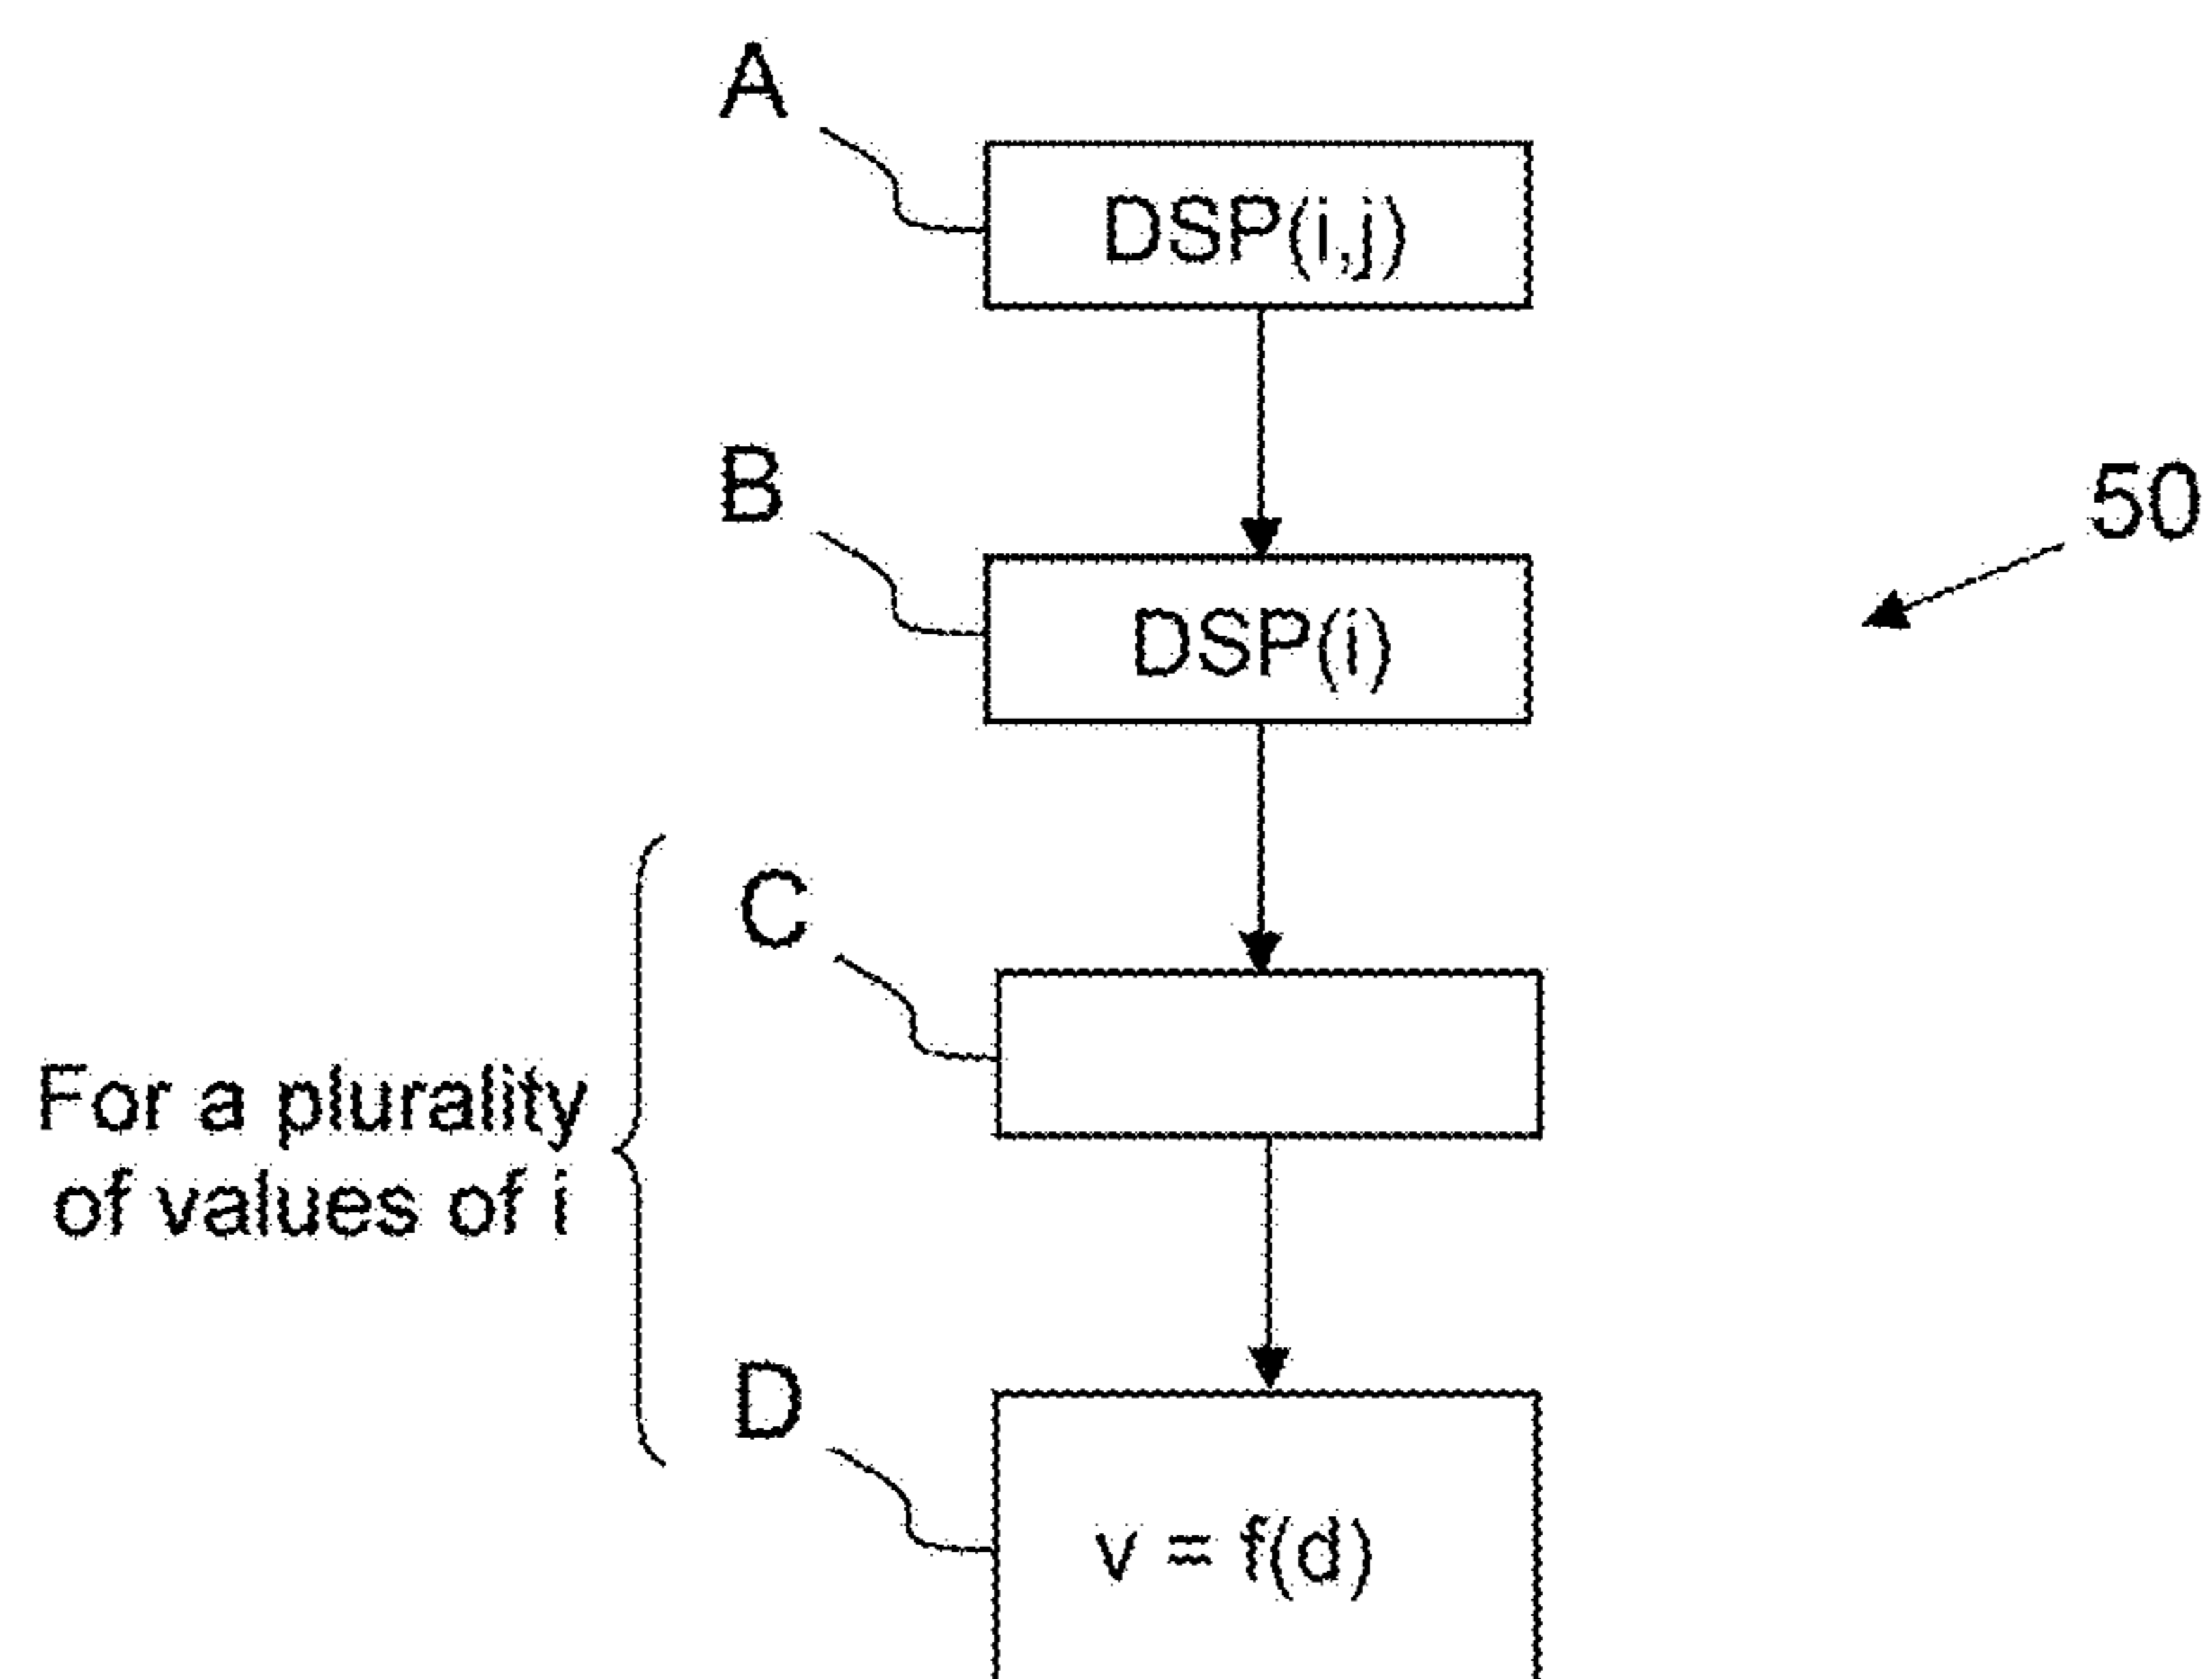 A
DSP(i,j)
B
50
DSP(i)
C
For a plurality
of values of i
D
v = f(d)